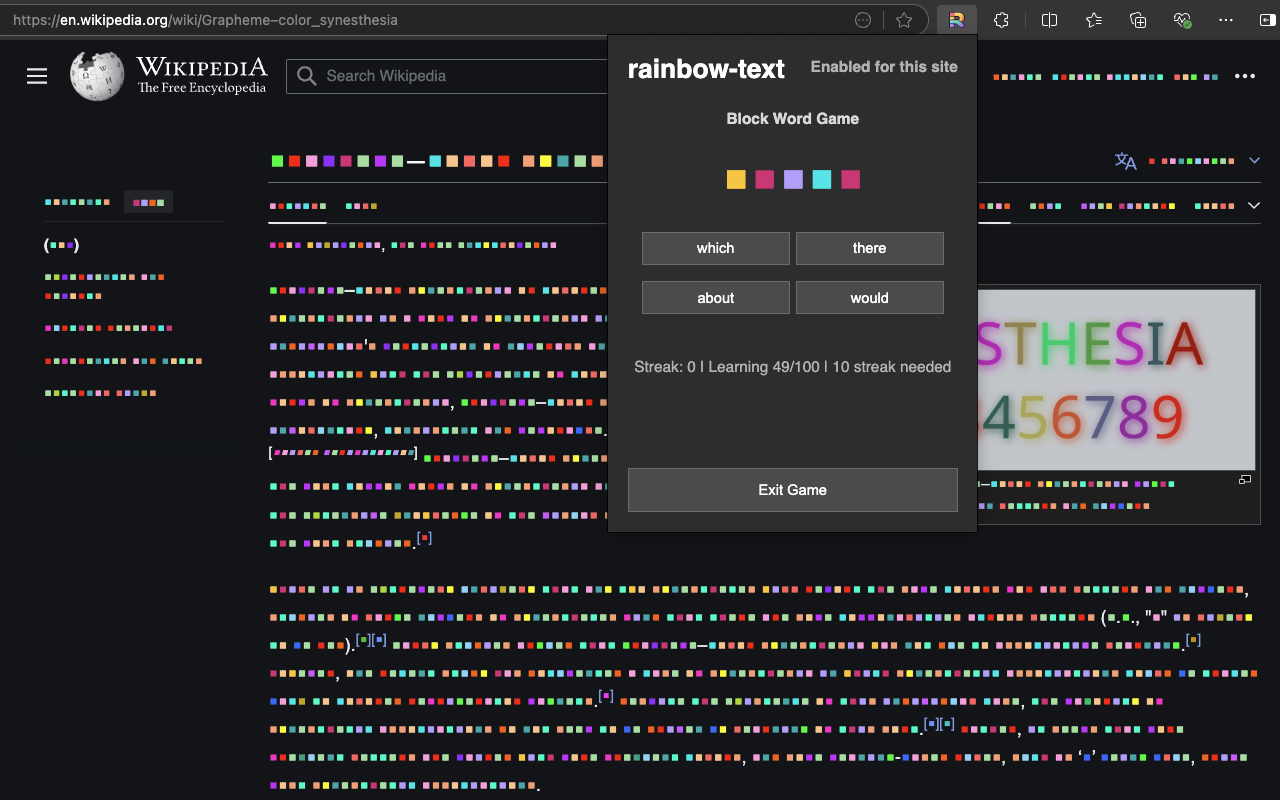 https://en.wikipedia.org/wiki/Grapheme–color_synesthesia
WIKIPEDIA
The Free Encyclopedia
Search Wikipedia
rainbow-text
Enabled for this site
Block Word Game
which
there
about
would
Streak: 0 | Learning 49/100 | 10 streak needed
Exit Game
STHESIA
456789